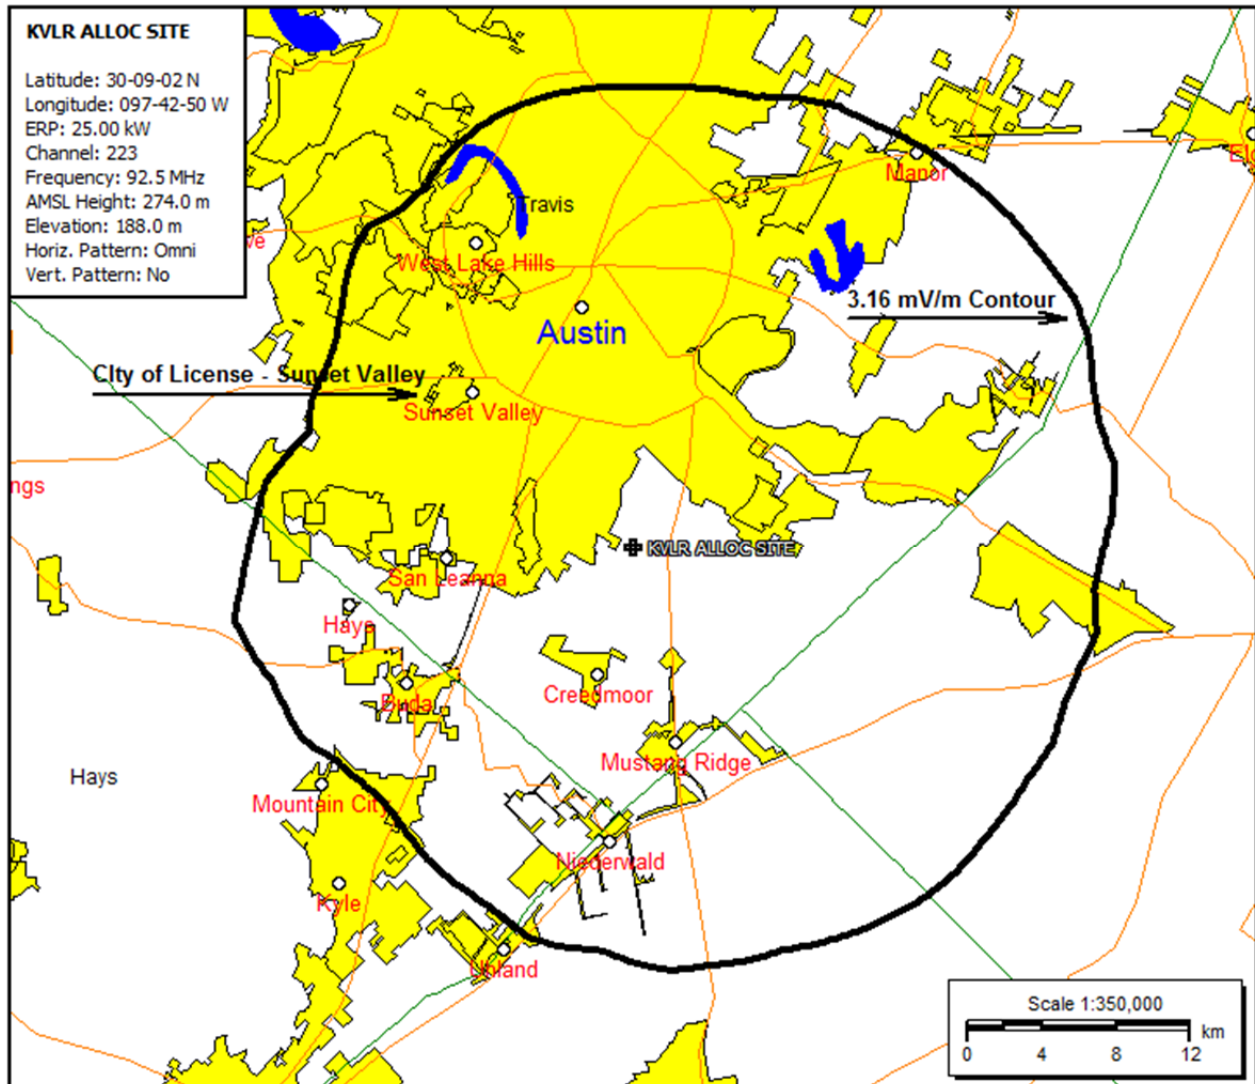 KVLR ALLOC SITE
Latitude: 30-09-02 N
Longitude: 097-42-50 W
ERP: 25.00 kW
Channel: 223
Frequency: 92.5 MHz
AMSL Height: 274.0 m
Elevation: 188.0 m
Horiz. Pattern: Omni
Vert. Pattern: No
Manor
Travis
West Lake Hills
3.16 mV/m Contour
Austin
CIty of License - Sunset Valley
Sunset Valley
ngs
KVLR ALLOC SITE
San Leanna
Hays
Creedmoor
Buda
Mustang Ridge
Hays
Mountain City
Niederwald
Kyle
Uhland
Scale 1:350,000
km
0 4 8 12